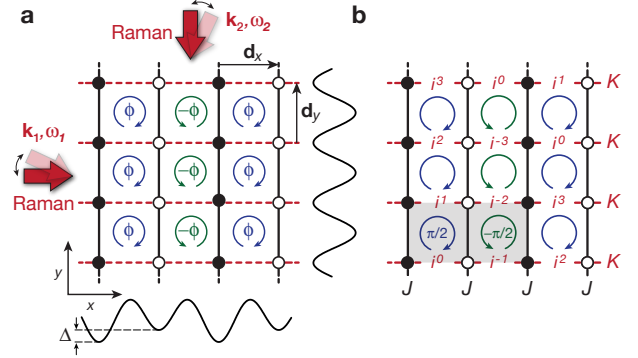 a
k₂,ω₂
Raman
dₓ
ϕ -ϕ ϕ
d_y
k₁,ω₁
ϕ -ϕ ϕ
Raman
ϕ -ϕ ϕ
y
x
Δ
b
i³ i⁰ i¹ K
i² i⁻³ i⁰ K
i¹ i⁻² i³ K
π/2 -π/2
i⁰ i⁻¹ i² K
J J J J